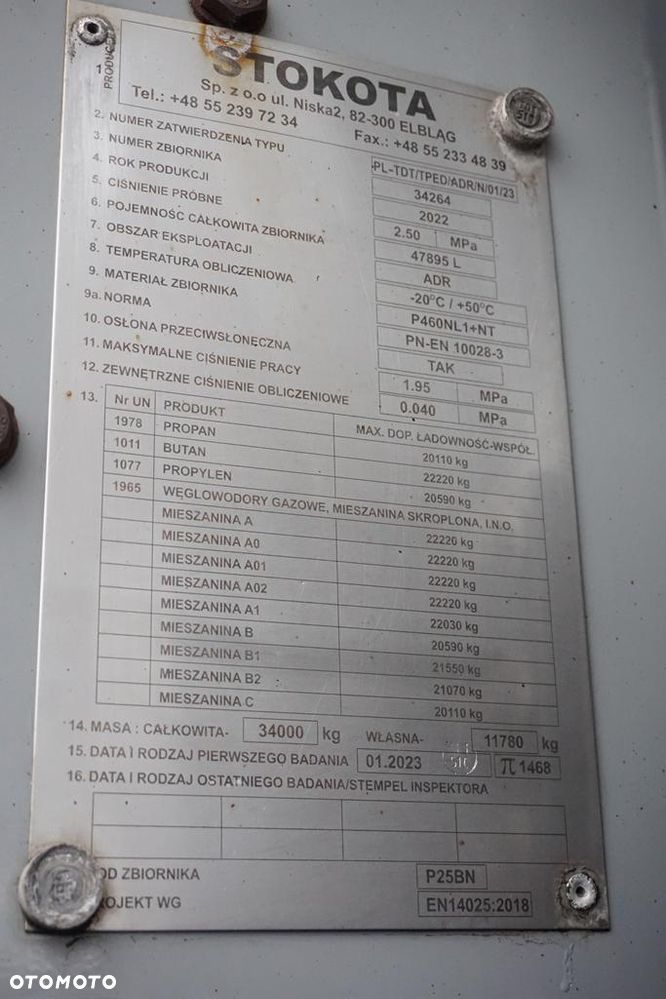 1 PRODUCENT
STOKOTA
Sp. z o.o ul. Niska2, 82-300 ELBLĄG
Tel.: +48 55 239 72 34 Fax.: +48 55 233 48 39
2. NUMER ZATWIERDZENIA TYPU PL-TDT/TPED/ADR/N/01/23
3. NUMER ZBIORNIKA 34264
4. ROK PRODUKCJI 2022
5. CIŚNIENIE PRÓBNE 2.50 MPa
6. POJEMNOŚĆ CAŁKOWITA ZBIORNIKA 47895 L
7. OBSZAR EKSPLOATACJI ADR
8. TEMPERATURA OBLICZENIOWA -20°C / +50°C
9. MATERIAŁ ZBIORNIKA P460NL1+NT
9a. NORMA PN-EN 10028-3
10. OSŁONA PRZECIWSŁONECZNA TAK
11. MAKSYMALNE CIŚNIENIE PRACY 1.95 MPa
12. ZEWNĘTRZNE CIŚNIENIE OBLICZENIOWE 0.040 MPa
13. Nr UN PRODUKT MAX. DOP. ŁADOWNOŚĆ-WSPÓŁ.
1978 PROPAN 20110 kg
1011 BUTAN 22220 kg
1077 PROPYLEN 20590 kg
1965 WĘGLOWODORY GAZOWE, MIESZANINA SKROPLONA, I.N.O.
MIESZANINA A 22220 kg
MIESZANINA A0 22220 kg
MIESZANINA A01 22220 kg
MIESZANINA A02 22220 kg
MIESZANINA A1 22030 kg
MIESZANINA B 20590 kg
MIESZANINA B1 21550 kg
MIESZANINA B2 21070 kg
MIESZANINA C 20110 kg
14. MASA : CAŁKOWITA- 34000 kg WŁASNA- 11780 kg
15. DATA I RODZAJ PIERWSZEGO BADANIA 01.2023 π 1468
16. DATA I RODZAJ OSTATNIEGO BADANIA/STEMPEL INSPEKTORA
OD ZBIORNIKA P25BN
ROJEKT WG EN14025:2018
OTOMOTO